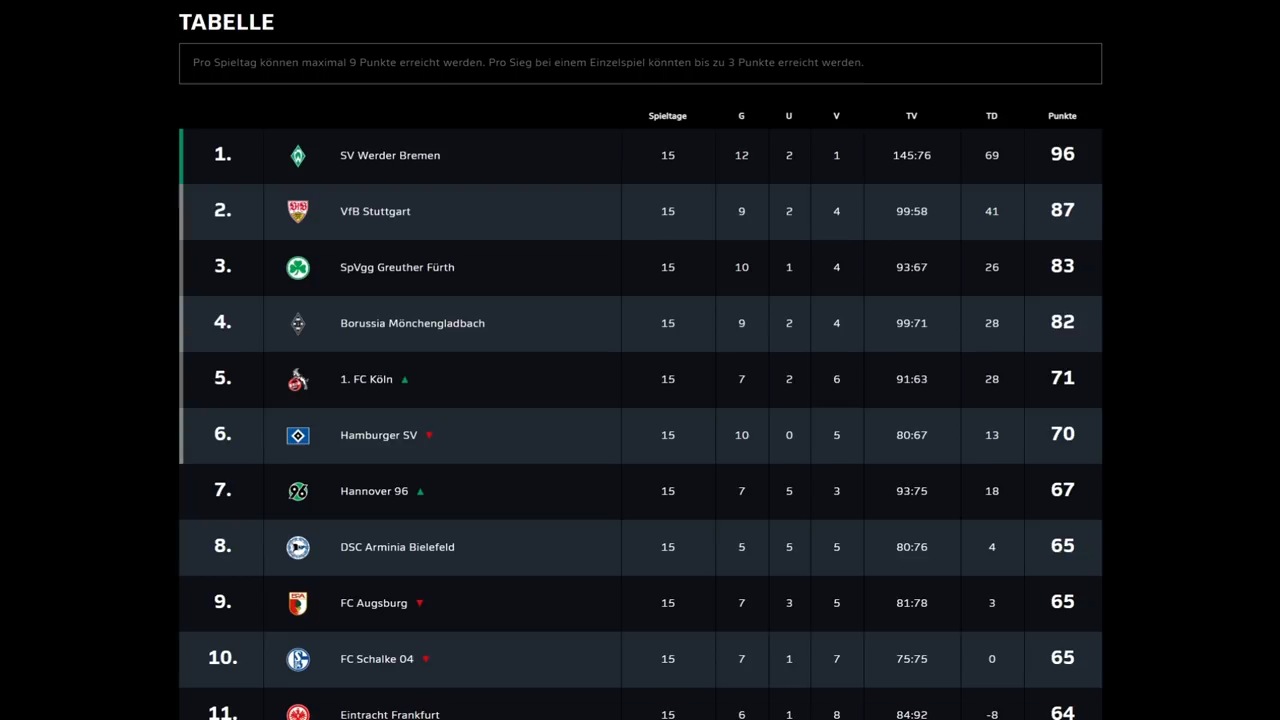 TABELLE
Pro Spieltag können maximal 9 Punkte erreicht werden. Pro Sieg bei einem Einzelspiel könnten bis zu 3 Punkte erreicht werden.
Spieltage G U V TV TD Punkte
1. SV Werder Bremen 15 12 2 1 145:76 69 96
2. VfB Stuttgart 15 9 2 4 99:58 41 87
3. SpVgg Greuther Fürth 15 10 1 4 93:67 26 83
4. Borussia Mönchengladbach 15 9 2 4 99:71 28 82
5. 1. FC Köln 15 7 2 6 91:63 28 71
6. Hamburger SV 15 10 0 5 80:67 13 70
7. Hannover 96 15 7 5 3 93:75 18 67
8. DSC Arminia Bielefeld 15 5 5 5 80:76 4 65
9. FC Augsburg 15 7 3 5 81:78 3 65
10. FC Schalke 04 15 7 1 7 75:75 0 65
11. Eintracht Frankfurt 15 6 1 8 84:92 -8 64